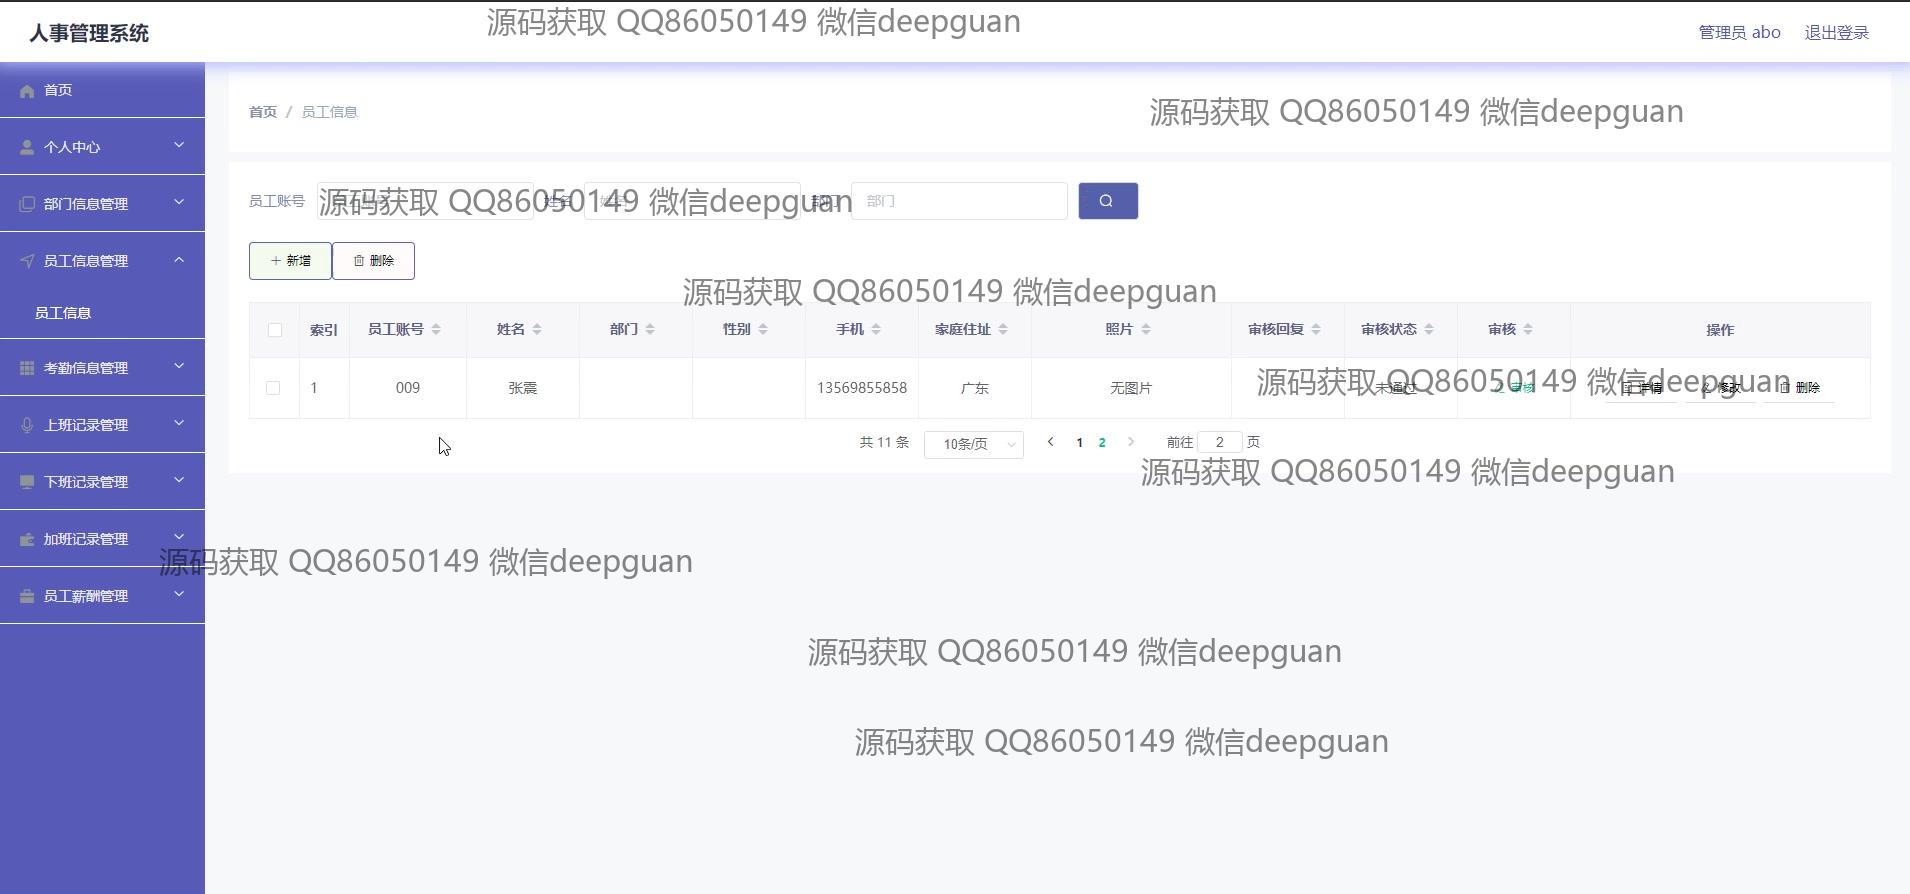 人事管理系统
源码获取 QQ86050149 微信deepguan
管理员 abo 退出登录
首页
个人中心
部门信息管理
员工信息管理
员工信息
考勤信息管理
上班记录管理
下班记录管理
加班记录管理
员工薪酬管理
首页 / 员工信息
源码获取 QQ86050149 微信deepguan
员工账号 姓名 部门 部门
源码获取 QQ86050149 微信deepguan
新增 删除
源码获取 QQ86050149 微信deepguan
索引 员工账号 姓名 部门 性别 手机 家庭住址 照片 审核回复 审核状态 审核 操作
1 009 张震 13569855858 广东 无图片 未通过 审核 详情 修改 删除
源码获取 QQ86050149 微信deepguan
共 11 条 10条/页 1 2 前往 2 页
源码获取 QQ86050149 微信deepguan
源码获取 QQ86050149 微信deepguan
源码获取 QQ86050149 微信deepguan
源码获取 QQ86050149 微信deepguan